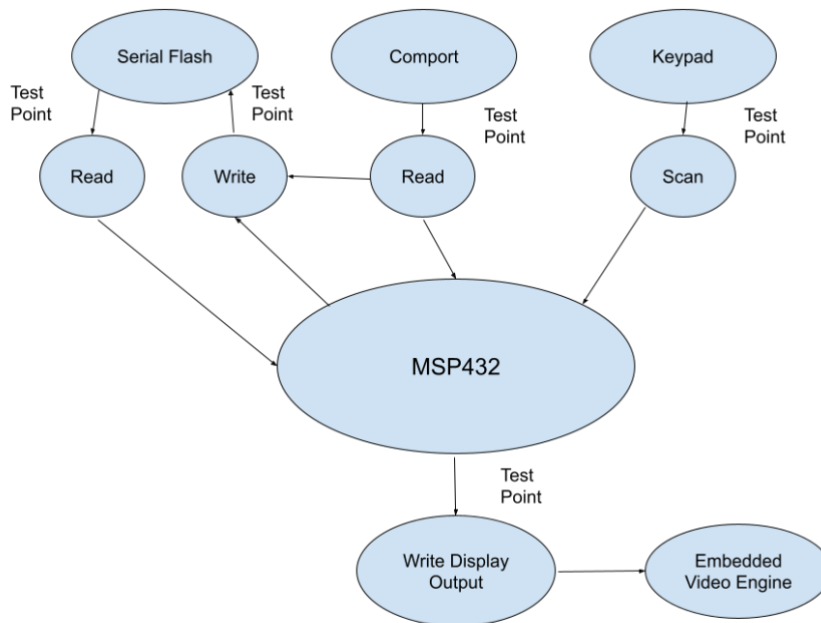 Serial Flash
Comport
Keypad
Test
Point
Test
Point
Test
Point
Test
Point
Read
Write
Read
Scan
MSP432
Test
Point
Write Display
Output
Embedded
Video Engine